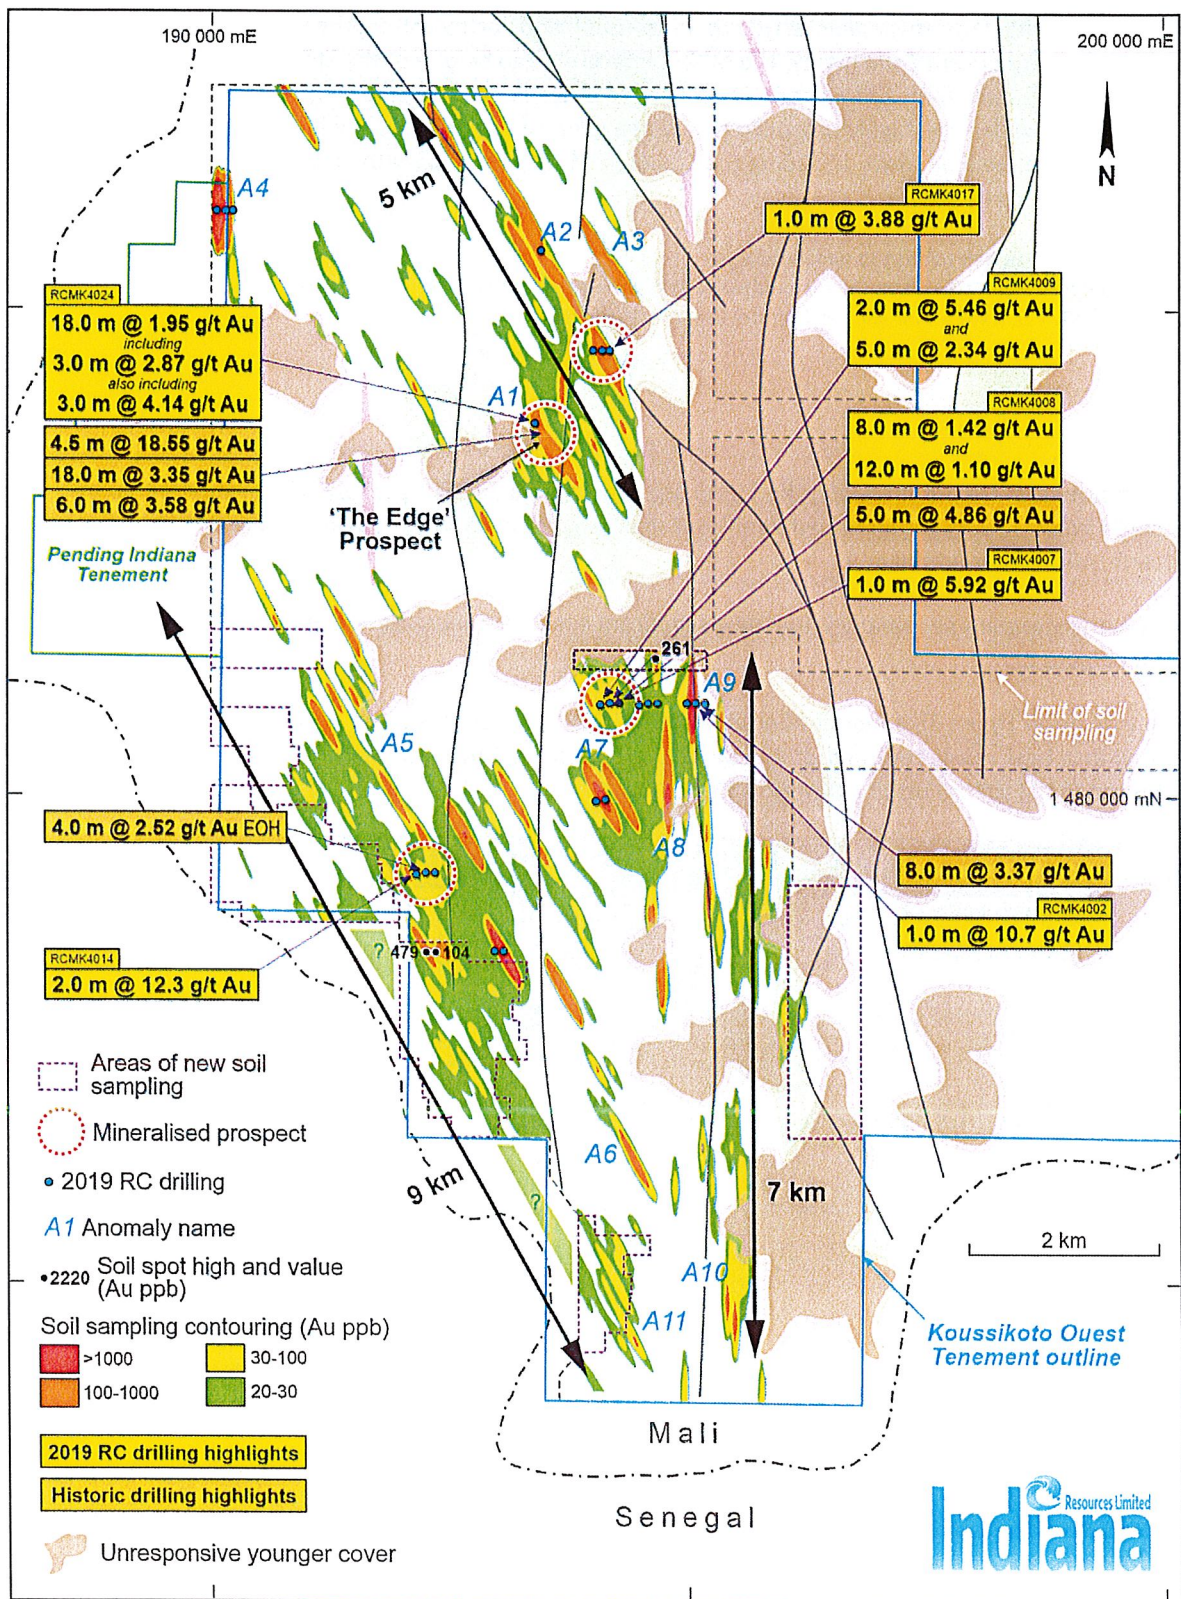 190 000 mE
200 000 mE
N
5 km
A4
A2
A3
RCMK4017
1.0 m @ 3.88 g/t Au
RCMK4024
18.0 m @ 1.95 g/t Au
including
3.0 m @ 2.87 g/t Au
also including
3.0 m @ 4.14 g/t Au
4.5 m @ 18.55 g/t Au
18.0 m @ 3.35 g/t Au
6.0 m @ 3.58 g/t Au
RCMK4009
2.0 m @ 5.46 g/t Au
and
5.0 m @ 2.34 g/t Au
A1
RCMK4008
8.0 m @ 1.42 g/t Au
and
12.0 m @ 1.10 g/t Au
5.0 m @ 4.86 g/t Au
'The Edge'
Prospect
Pending Indiana
Tenement
RCMK4007
1.0 m @ 5.92 g/t Au
261
A9
Limit of soil
sampling
A5
A7
1 480 000 mN
4.0 m @ 2.52 g/t Au EOH
A8
8.0 m @ 3.37 g/t Au
RCMK4002
1.0 m @ 10.7 g/t Au
?
479
104
RCMK4014
2.0 m @ 12.3 g/t Au
Areas of new soil
sampling
Mineralised prospect
A6
9 km
7 km
?
2019 RC drilling
A1 Anomaly name
2 km
2220 Soil spot high and value
(Au ppb)
A10
A11
Koussikoto Ouest
Tenement outline
Soil sampling contouring (Au ppb)
>1000
30-100
100-1000
20-30
Mali
2019 RC drilling highlights
Historic drilling highlights
Senegal
Unresponsive younger cover
Resources Limited
Indiana